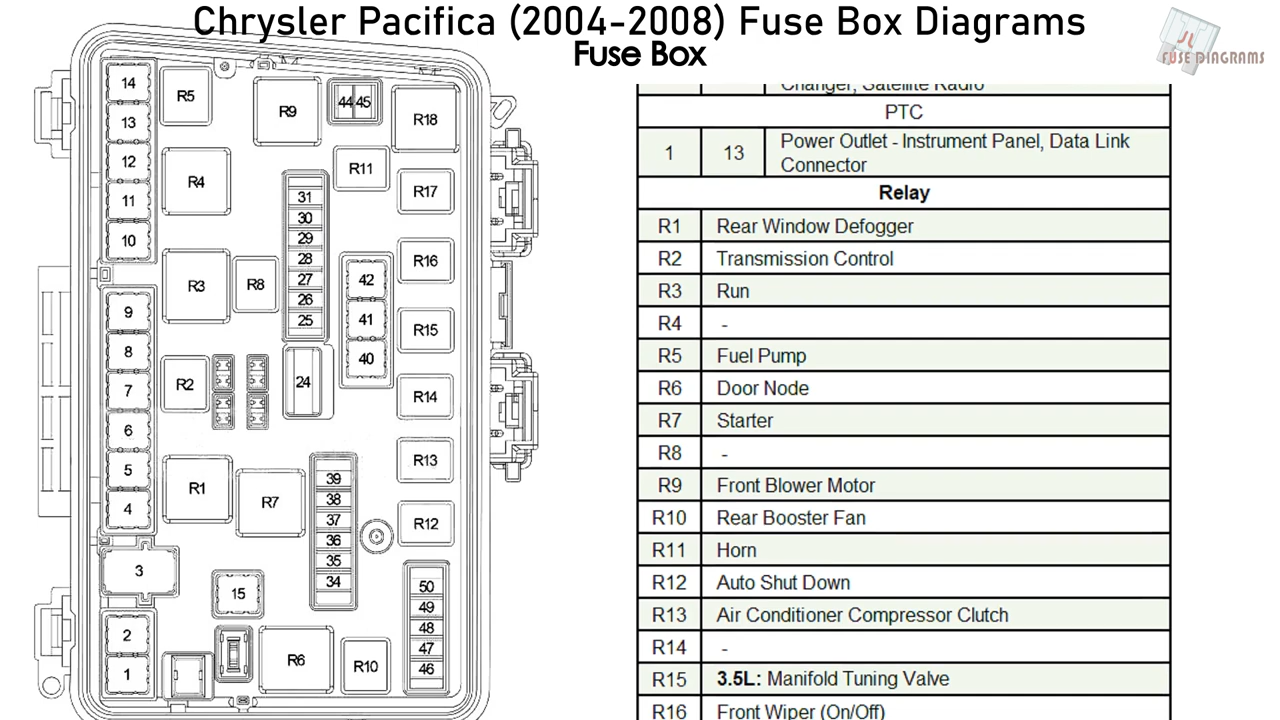 Chrysler Pacifica (2004-2008) Fuse Box Diagrams
Fuse Box
JL
FUSE DIAGRAMS
14
13
12
11
10
9
8
7
6
5
4
3
2
1
R5
R4
R3
R8
R2
R1
R7
15
R6
R10
R9
44 45
R18
R11
R17
31
30
29
28
27
26
25
R16
42
41
40
R15
24
R14
R13
39
38
37
36
35
34
R12
50
49
48
47
46
Changer, Satellite Radio
PTC
1 13 Power Outlet - Instrument Panel, Data Link
Connector
Relay
R1 Rear Window Defogger
R2 Transmission Control
R3 Run
R4 -
R5 Fuel Pump
R6 Door Node
R7 Starter
R8 -
R9 Front Blower Motor
R10 Rear Booster Fan
R11 Horn
R12 Auto Shut Down
R13 Air Conditioner Compressor Clutch
R14 -
R15 3.5L: Manifold Tuning Valve
R16 Front Wiper (On/Off)